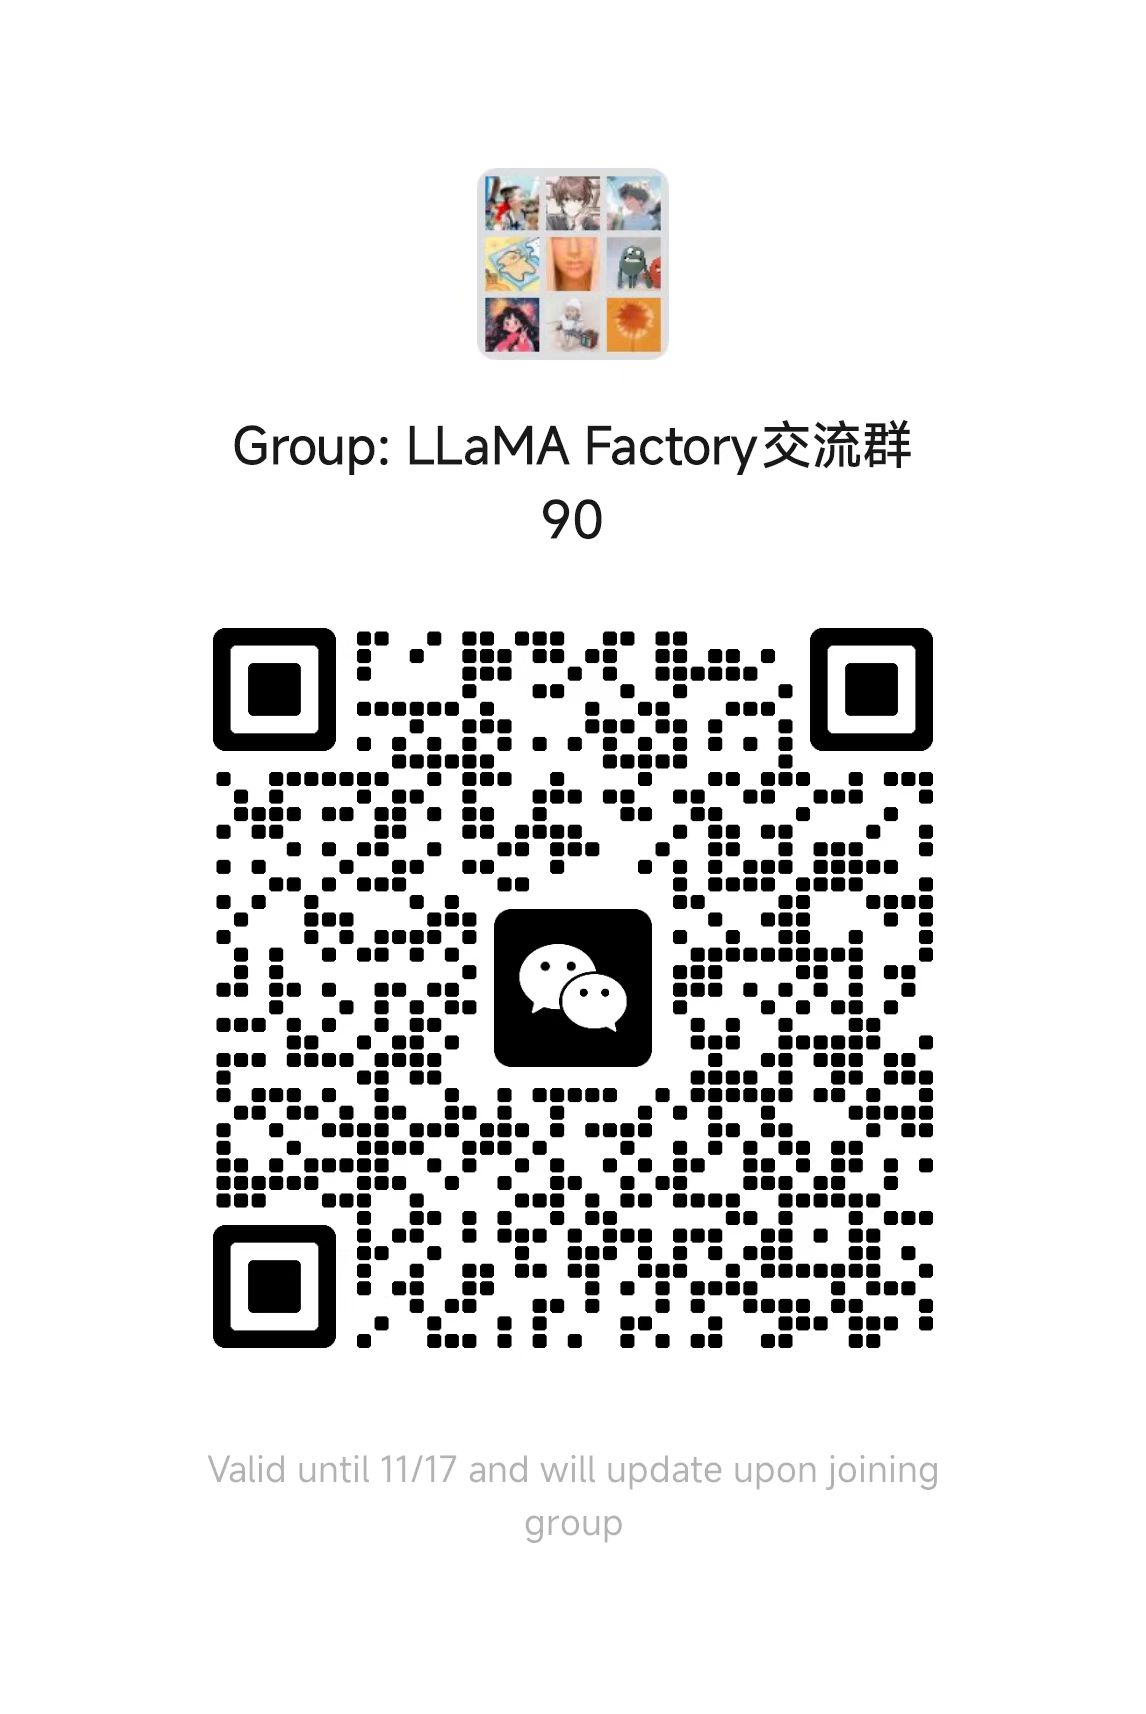 Group: LLaMA Factory交流群
90
Valid until 11/17 and will update upon joining
group